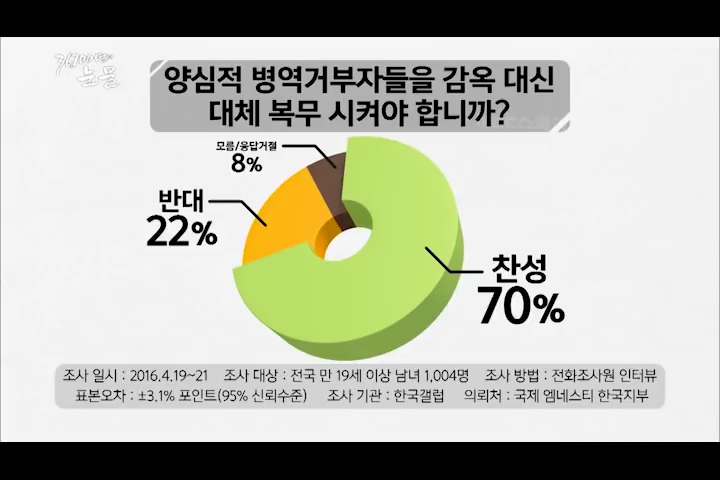 눈물
양심적 병역거부자들을 감옥 대신
대체 복무 시켜야 합니까?
모름/응답거절
8%
반대
22%
찬성
70%
조사 일시 : 2016.4.19~21 조사 대상 : 전국 만 19세 이상 남녀 1,004명 조사 방법 : 전화조사원 인터뷰
표본오차 : ±3.1% 포인트(95% 신뢰수준) 조사 기관 : 한국갤럽 의뢰처 : 국제 엠네스티 한국지부